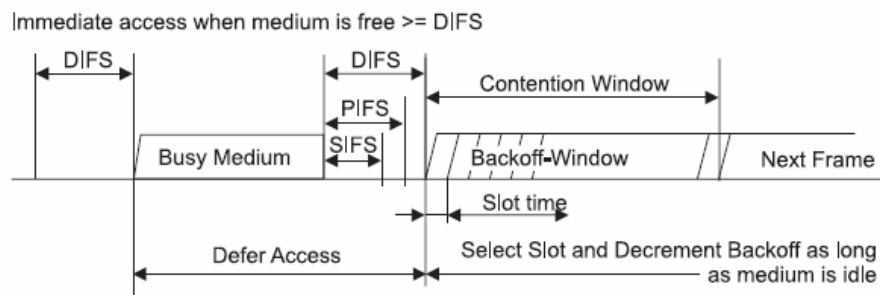 Immediate access when medium is free >= DIFS
DIFS
DIFS
Contention Window
PIFS
SIFS
Busy Medium
Backoff-Window
Next Frame
Slot time
Defer Access
Select Slot and Decrement Backoff as long
as medium is idle